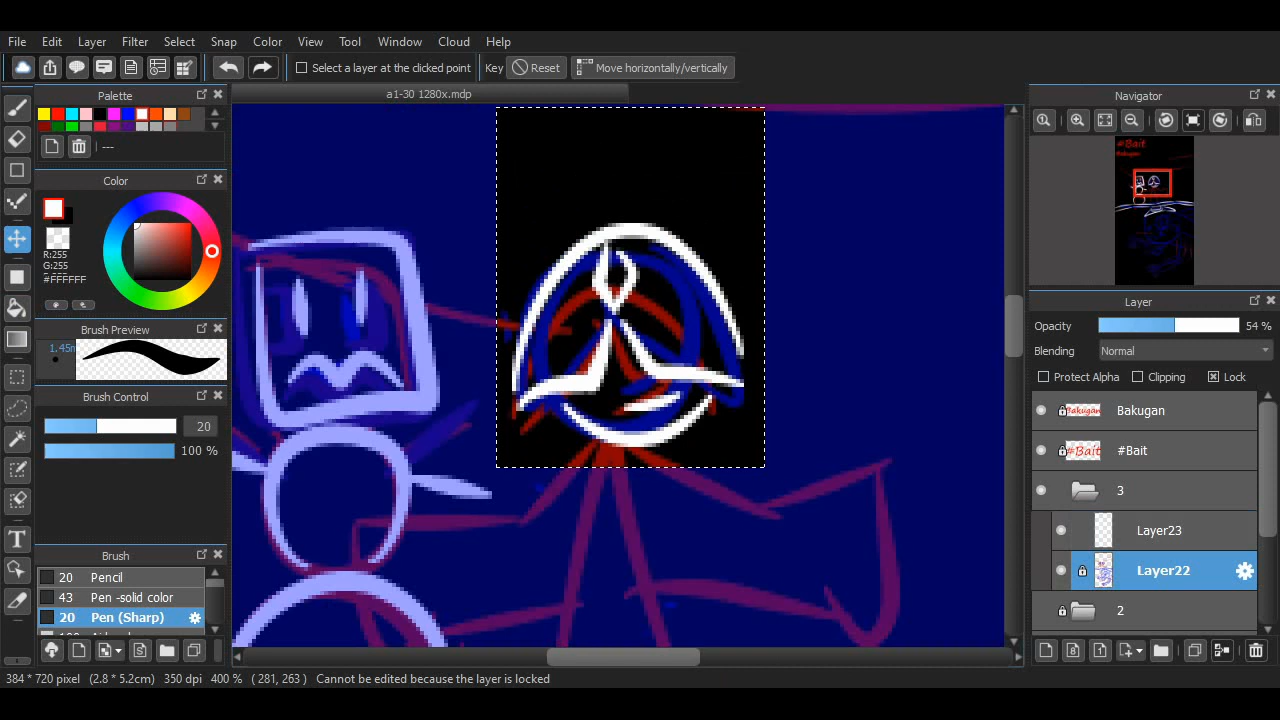 File Edit Layer Filter Select Snap Color View Tool Window Cloud Help
Select a layer at the clicked point Key Reset Move horizontally/vertically
Palette
---
Color
R:255
G:255
#FFFFFF
Brush Preview
Brush Control
20
100 %
Brush
20 Pencil
43 Pen -solid color
20 Pen (Sharp)
a1-30 1280x.mdp
Navigator
#Bait
Bakugan
Layer
Opacity 54 %
Blending Normal
Protect Alpha Clipping Lock
Bakugan Bakugan
#Bait #Bait
3
Layer23
Layer22
2
384 * 720 pixel (2.8 * 5.2cm) 350 dpi 400 % ( 281, 263 ) Cannot be edited because the layer is locked